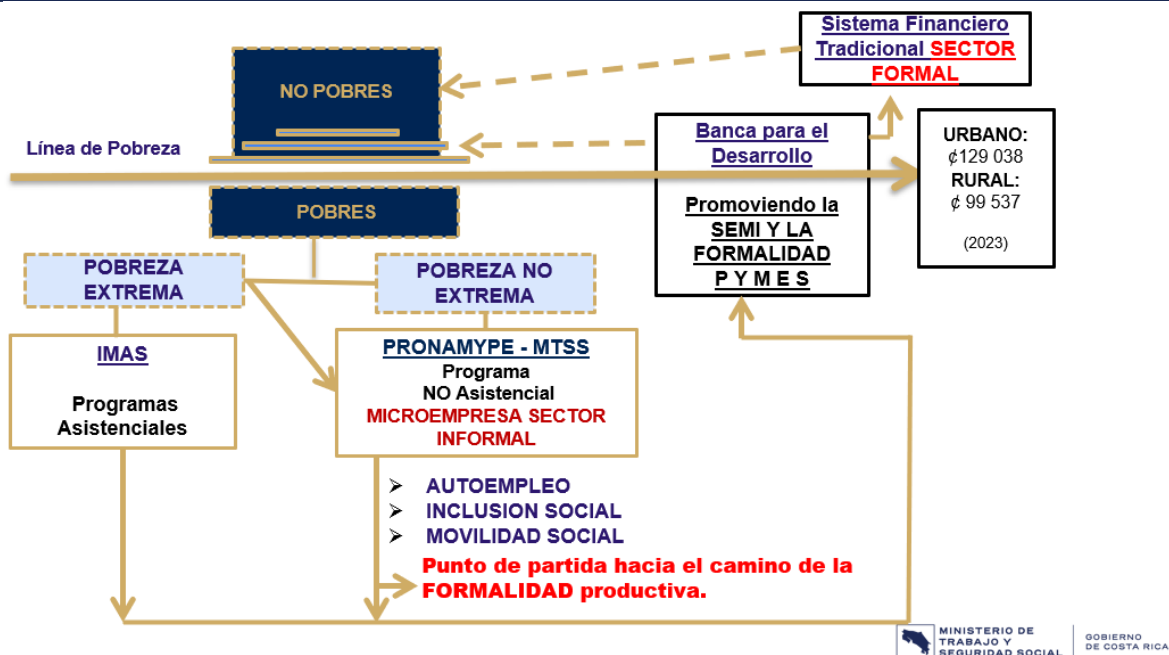 Sistema Financiero
Tradicional SECTOR
FORMAL
NO POBRES
Línea de Pobreza
Banca para el
Desarrollo
Promoviendo la
SEMI Y LA
FORMALIDAD
P Y M E S
URBANO:
₡129 038
RURAL:
₡ 99 537
(2023)
POBRES
POBREZA
EXTREMA
POBREZA NO
EXTREMA
IMAS
Programas
Asistenciales
PRONAMYPE - MTSS
Programa
NO Asistencial
MICROEMPRESA SECTOR
INFORMAL
➢ AUTOEMPLEO
➢ INCLUSION SOCIAL
➢ MOVILIDAD SOCIAL
Punto de partida hacia el camino de la
FORMALIDAD productiva.
MINISTERIO DE
TRABAJO Y
SEGURIDAD SOCIAL
GOBIERNO
DE COSTA RICA